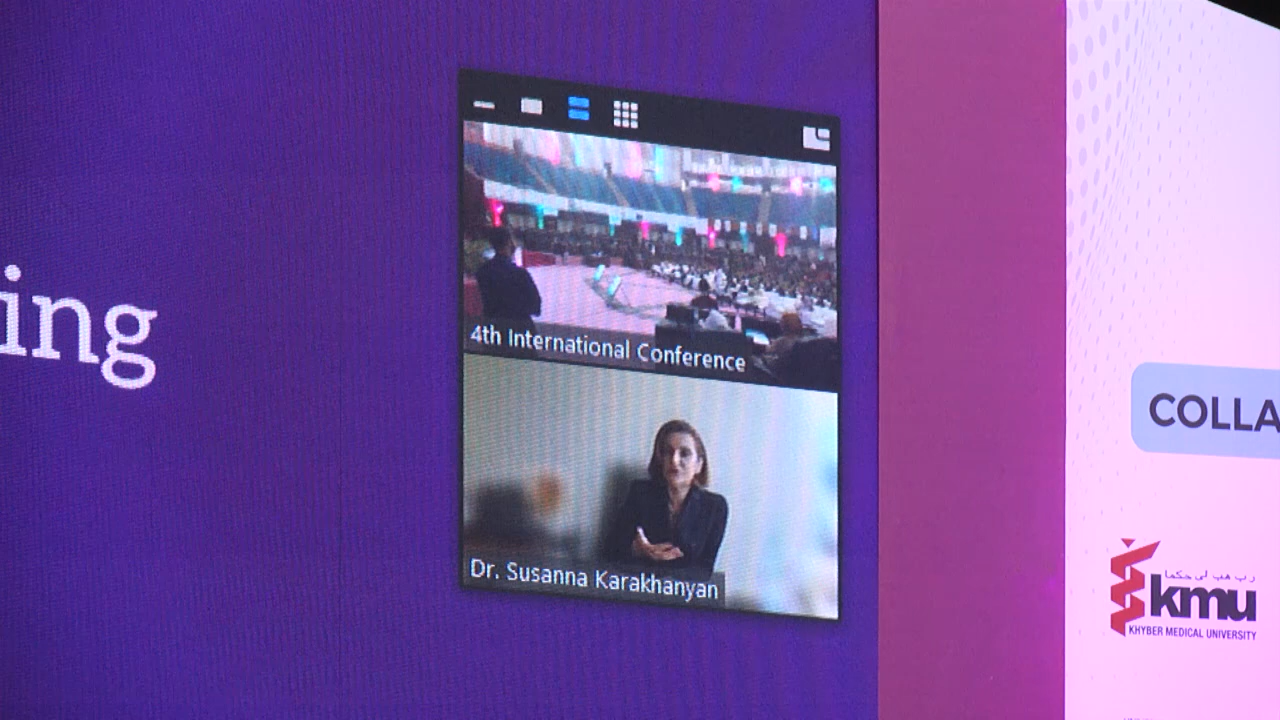 ing
4th International Conference
Dr. Susanna Karakhanyan
COLLA
رب هب لی حکما
kmu
KHYBER MEDICAL UNIVERSITY